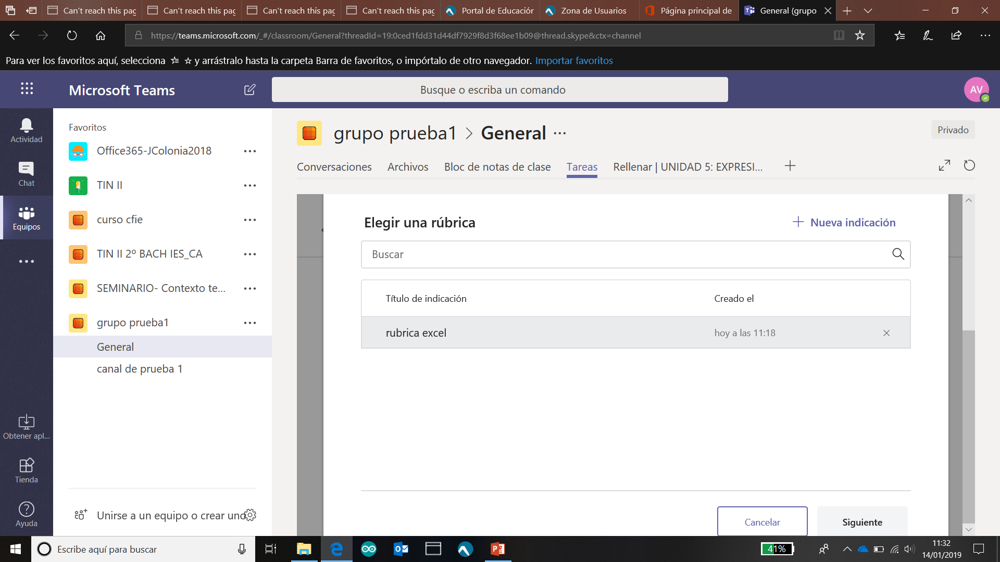 Can't reach this pag
Can't reach this pag
Can't reach this pag
Can't reach this pag
Portal de Educación
Zona de Usuarios
Página principal de
General (grupo
https://teams.microsoft.com/_#/classroom/General?threadId=19:0ced1fdd31d44df7929f8d3f68ee1b09@thread.skype&ctx=channel
Para ver los favoritos aquí, selecciona y arrástralo hasta la carpeta Barra de favoritos, o impórtalo de otro navegador. Importar favoritos
Microsoft Teams
Busque o escriba un comando
AV
Actividad
Chat
Equipos
Obtener apl...
Tienda
Ayuda
Favoritos
Office365-JColonia2018
TIN II
curso cfie
TIN II 2º BACH IES_CA
SEMINARIO- Contexto te...
grupo prueba1
General
canal de prueba 1
Unirse a un equipo o crear uno
grupo prueba1 > General ...
Privado
Conversaciones
Archivos
Bloc de notas de clase
Tareas
Rellenar | UNIDAD 5: EXPRESI...
Elegir una rúbrica
+ Nueva indicación
Buscar
Título de indicación
Creado el
rubrica excel
hoy a las 11:18
Cancelar
Siguiente
Escribe aquí para buscar
41%
11:32
14/01/2019